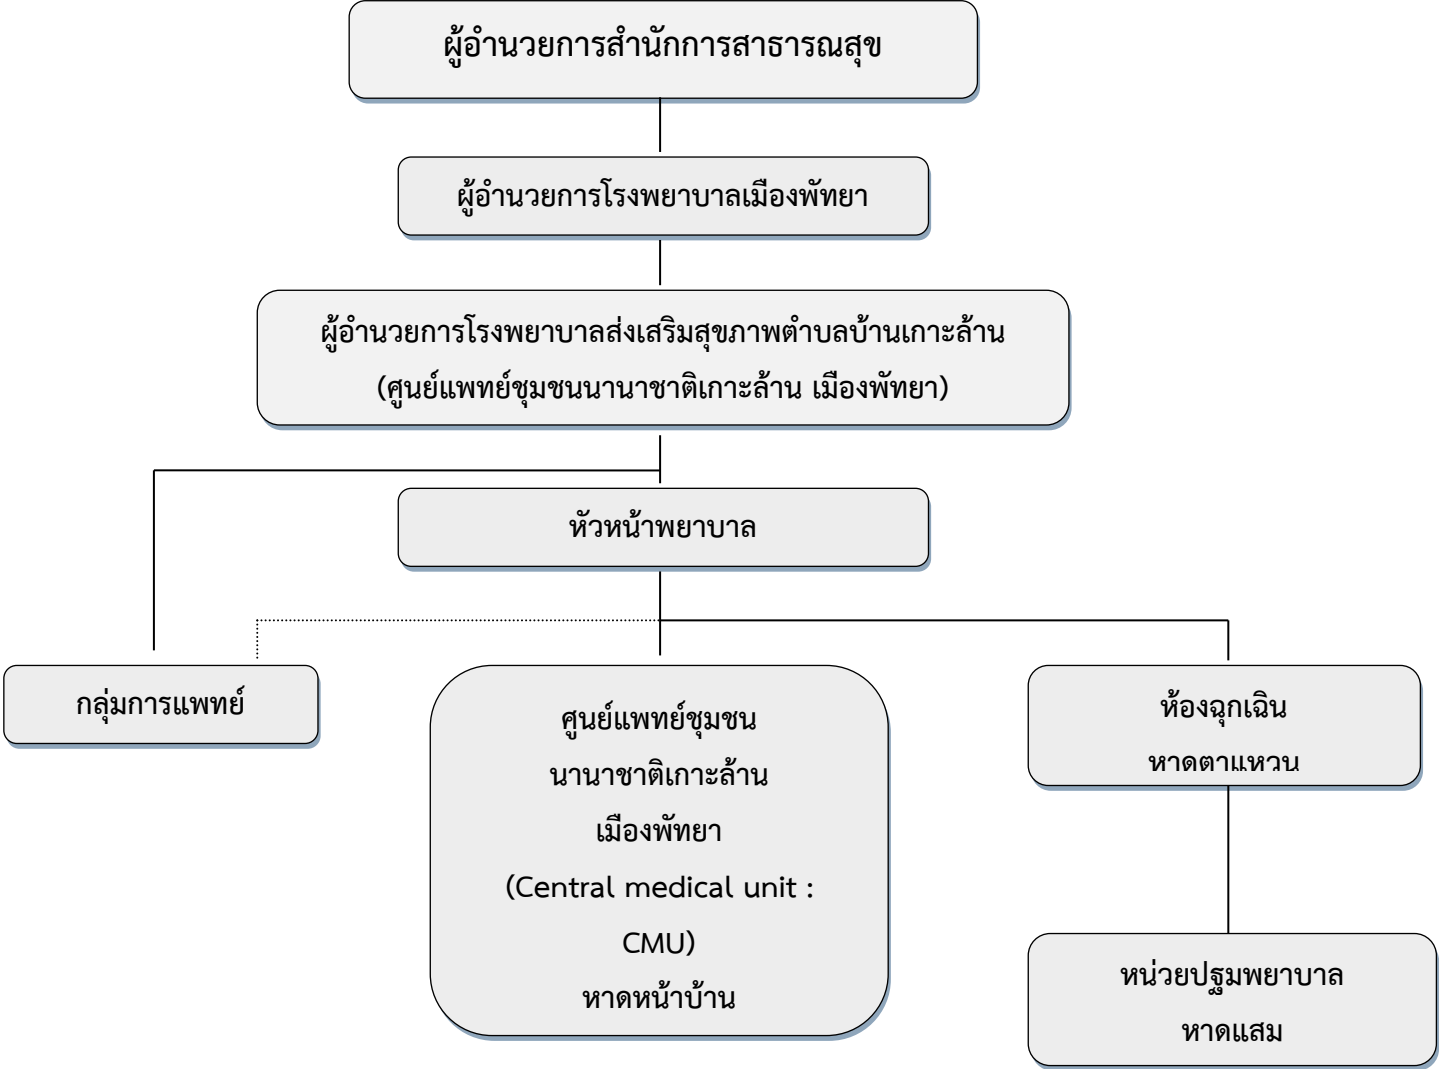 ผู้อำนวยการสำนักการสาธารณสุข
ผู้อำนวยการโรงพยาบาลเมืองพัทยา
ผู้อำนวยการโรงพยาบาลส่งเสริมสุขภาพตำบลบ้านเกาะล้าน
(ศูนย์แพทย์ชุมชนนานาชาติเกาะล้าน เมืองพัทยา)
หัวหน้าพยาบาล
กลุ่มการแพทย์
ศูนย์แพทย์ชุมชน
นานาชาติเกาะล้าน
เมืองพัทยา
(Central medical unit :
CMU)
หาดหน้าบ้าน
ห้องฉุกเฉิน
หาดตาแหวน
หน่วยปฐมพยาบาล
หาดแสม